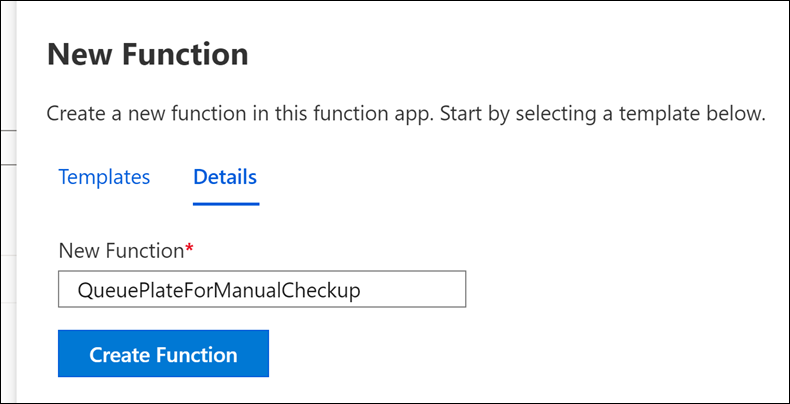 New Function
Create a new function in this function app. Start by selecting a template below.
Templates Details
New Function*
QueuePlateForManualCheckup
Create Function